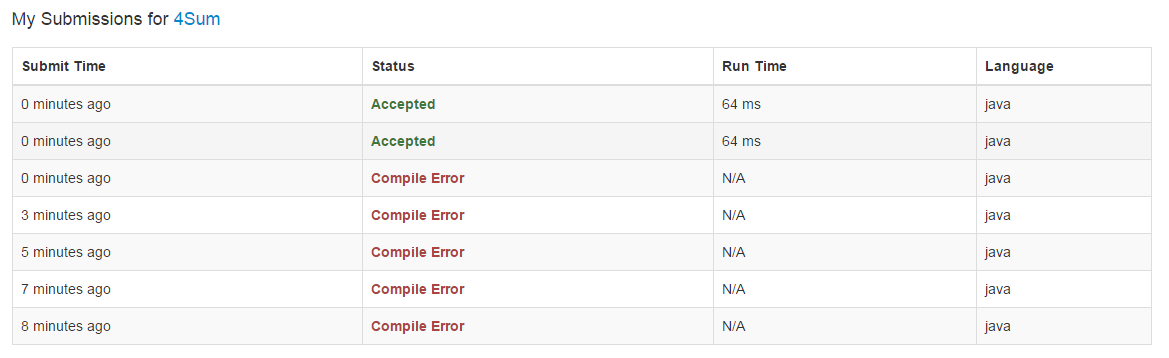 My Submissions for 4Sum
Submit Time Status Run Time Language
0 minutes ago Accepted 64 ms java
0 minutes ago Accepted 64 ms java
0 minutes ago Compile Error N/A java
3 minutes ago Compile Error N/A java
5 minutes ago Compile Error N/A java
7 minutes ago Compile Error N/A java
8 minutes ago Compile Error N/A java